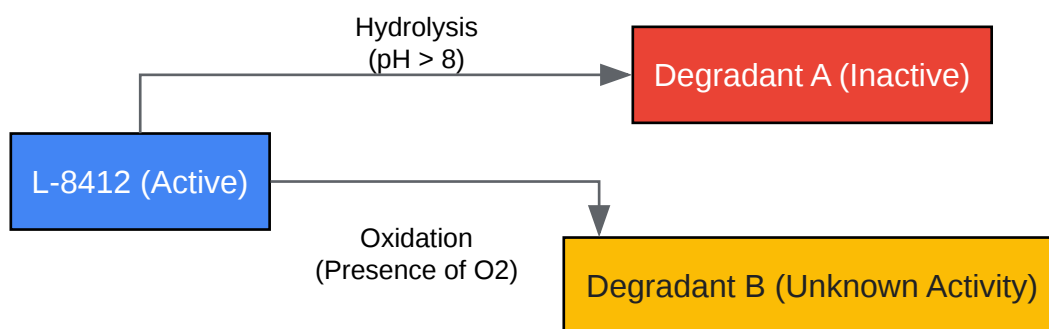 Hydrolysis
(pH > 8)
Degradant A (Inactive)
L-8412 (Active)
Oxidation
(Presence of O2)
Degradant B (Unknown Activity)